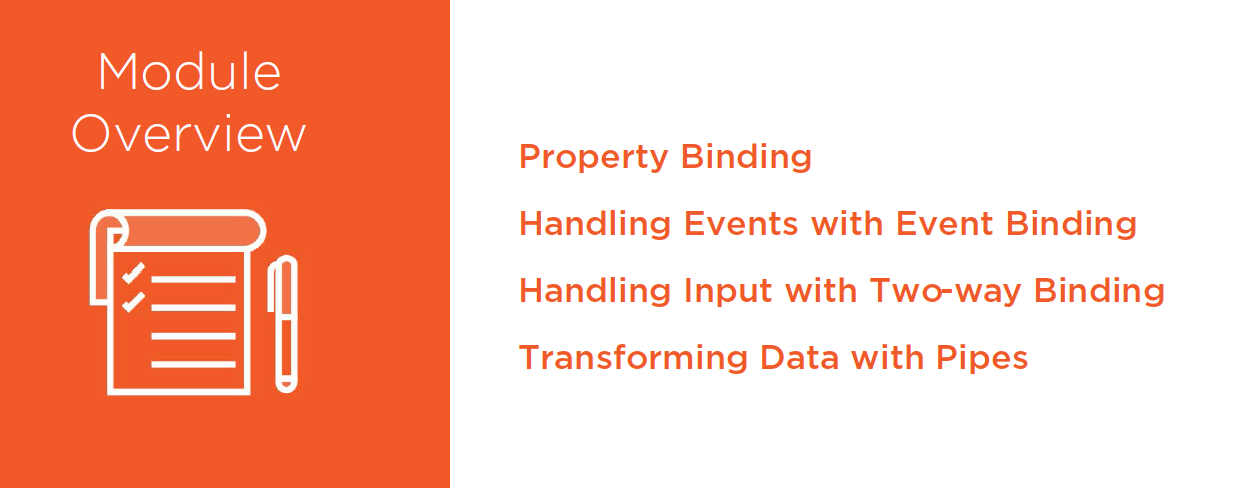 Module
Overview
Property Binding
Handling Events with Event Binding
Handling Input with Two-way Binding
Transforming Data with Pipes